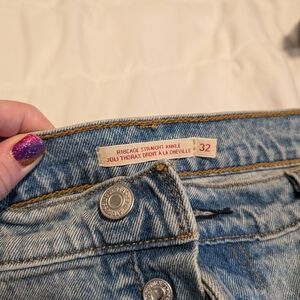 RIBCAGE STRAIGHT ANKLE
JOLI THORAX DROIT À LA CHEVILLE
32